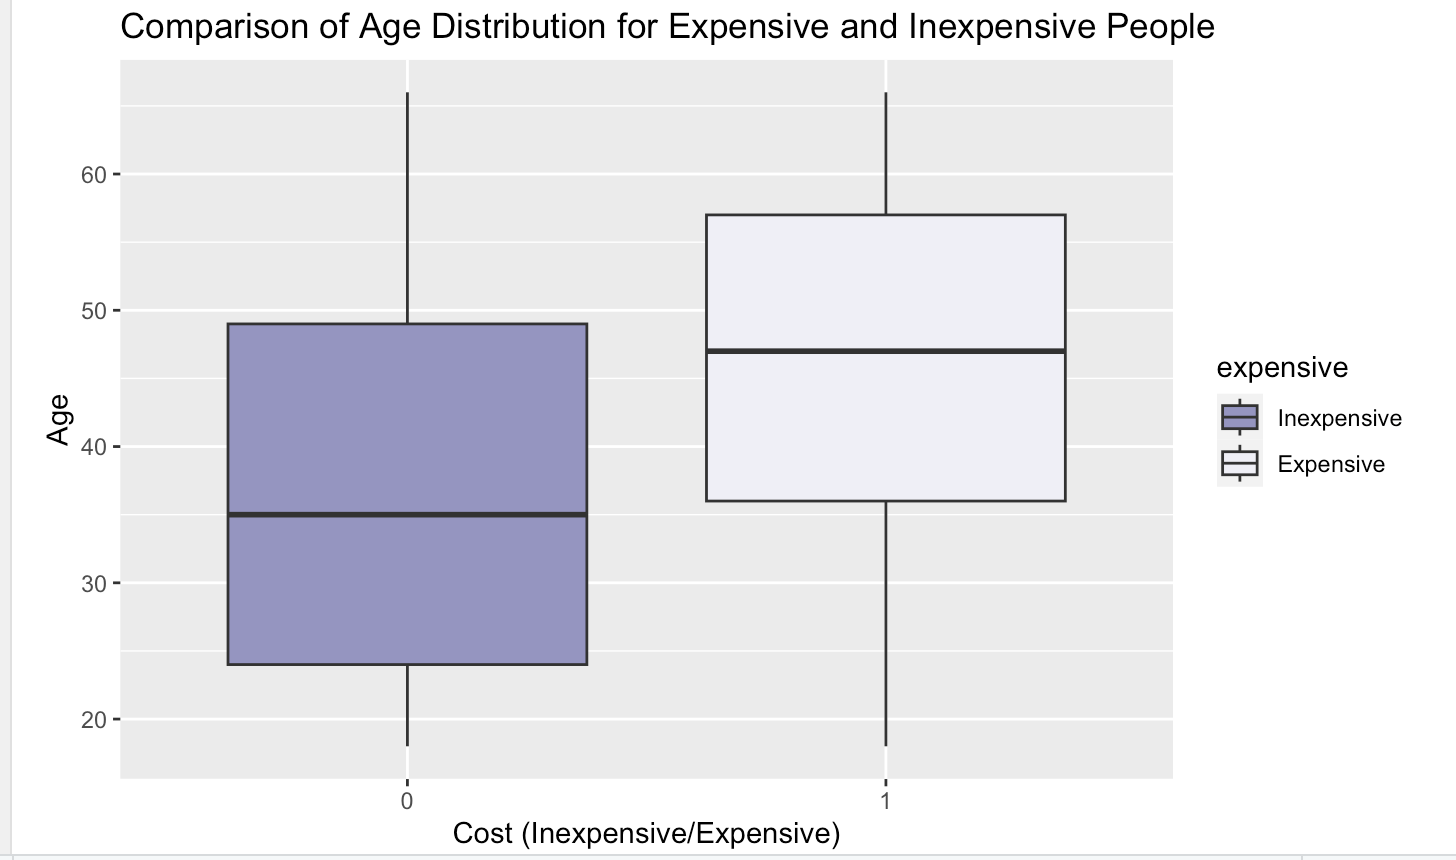 Comparison of Age Distribution for Expensive and Inexpensive People
60
50
40
30
20
Age
0
1
Cost (Inexpensive/Expensive)
expensive
Inexpensive
Expensive